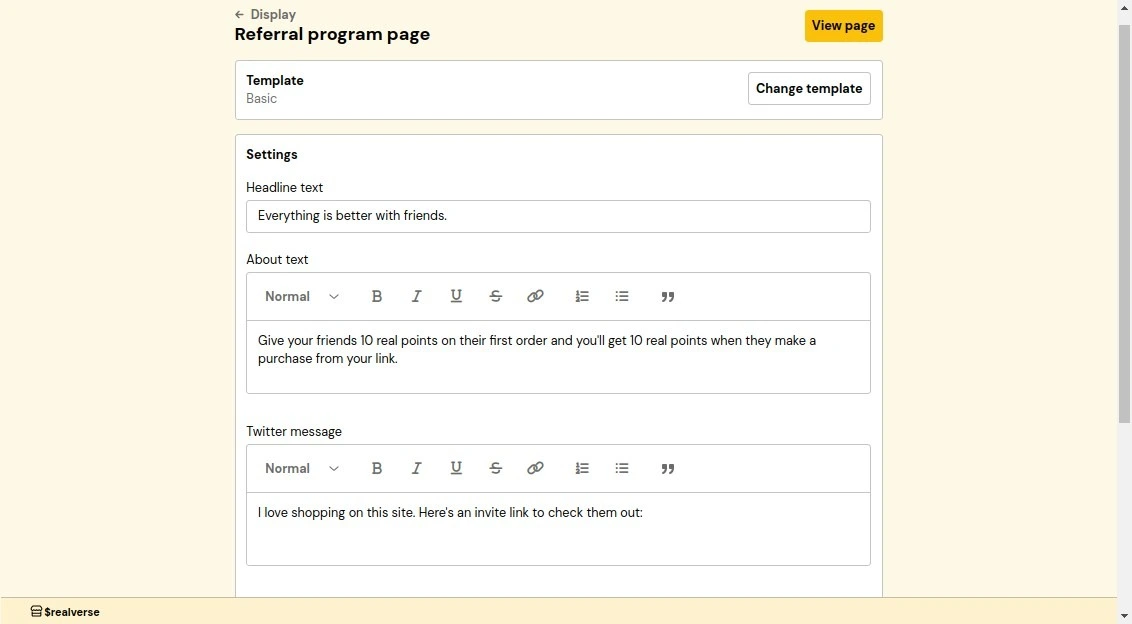 ← Display
Referral program page
View page
Template
Basic
Change template
Settings
Headline text
Everything is better with friends.
About text
Normal
B I U S
Give your friends 10 real points on their first order and you'll get 10 real points when they make a
purchase from your link.
Twitter message
Normal
B I U S
I love shopping on this site. Here's an invite link to check them out:
$realverse